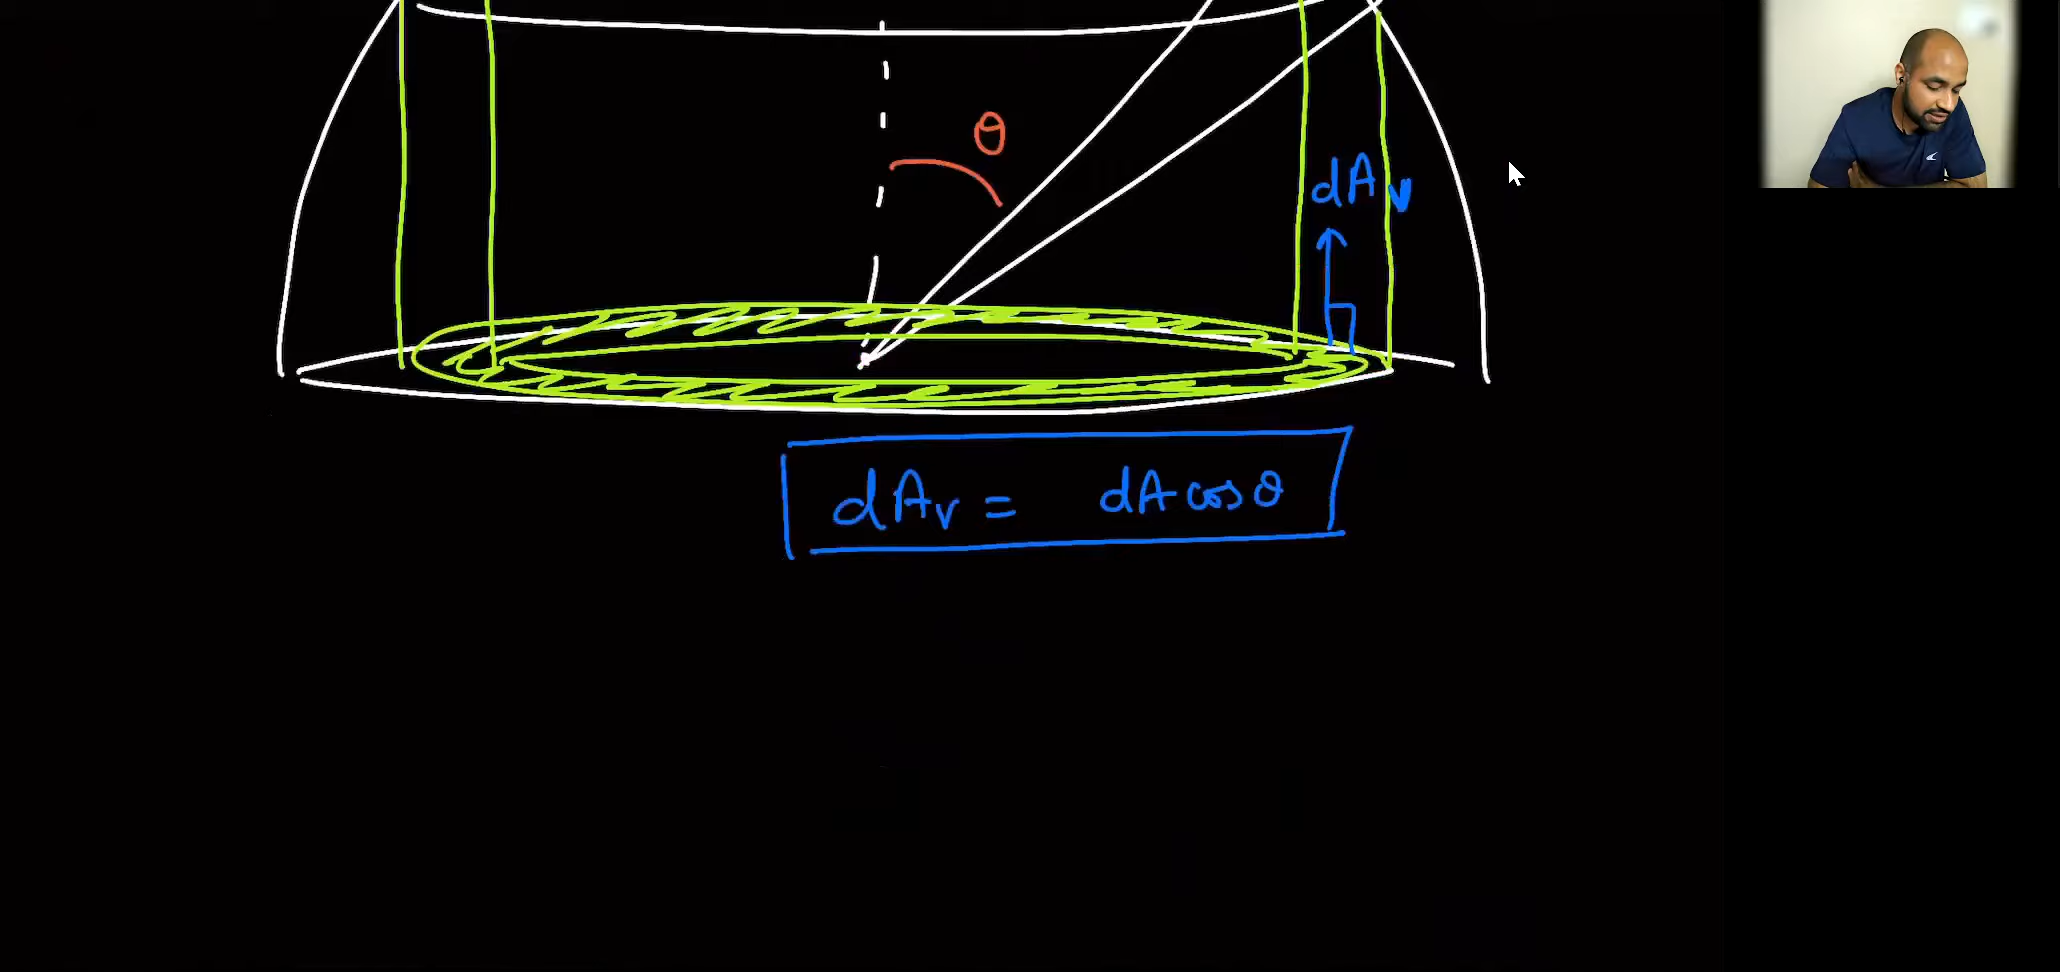 θ
dAv
dAv = dA cos θ